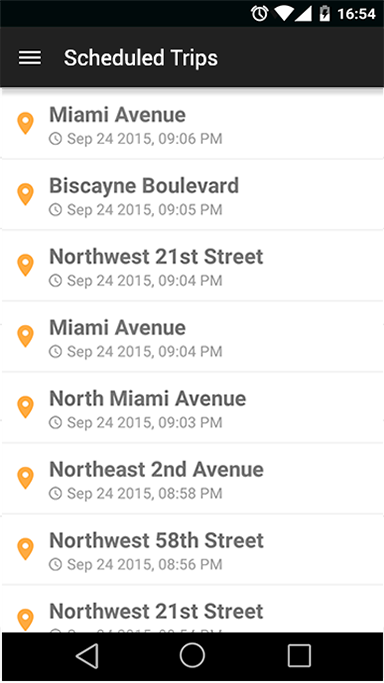 16:54
Scheduled Trips
Miami Avenue
Sep 24 2015, 09:06 PM
Biscayne Boulevard
Sep 24 2015, 09:05 PM
Northwest 21st Street
Sep 24 2015, 09:04 PM
Miami Avenue
Sep 24 2015, 09:04 PM
North Miami Avenue
Sep 24 2015, 09:03 PM
Northeast 2nd Avenue
Sep 24 2015, 08:58 PM
Northwest 58th Street
Sep 24 2015, 08:56 PM
Northwest 21st Street